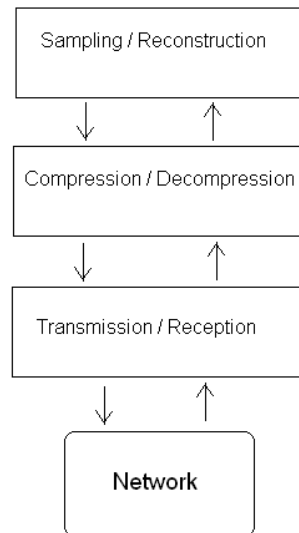 Sampling / Reconstruction
Compression / Decompression
Transmission / Reception
Network